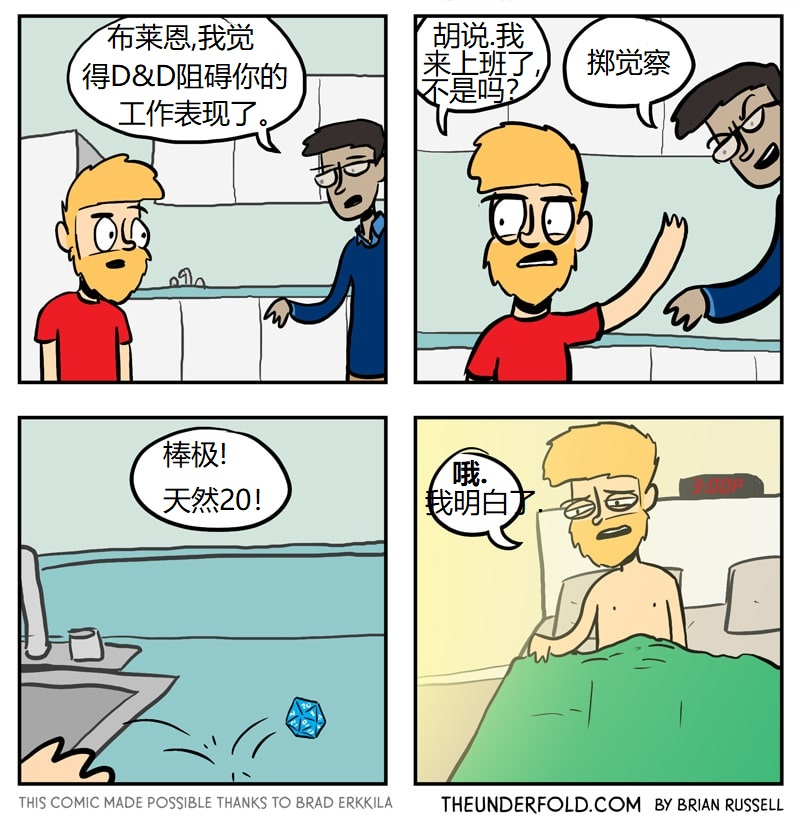 布莱恩,我觉
得D&D阻碍你的
工作表现了。
胡说.我
来上班了,
不是吗?
掷觉察
棒极!
天然20!
哦.
我明白了.
3:00P
THIS COMIC MADE POSSIBLE THANKS TO BRAD ERKKILA
THEUNDERFOLD.COM BY BRIAN RUSSELL